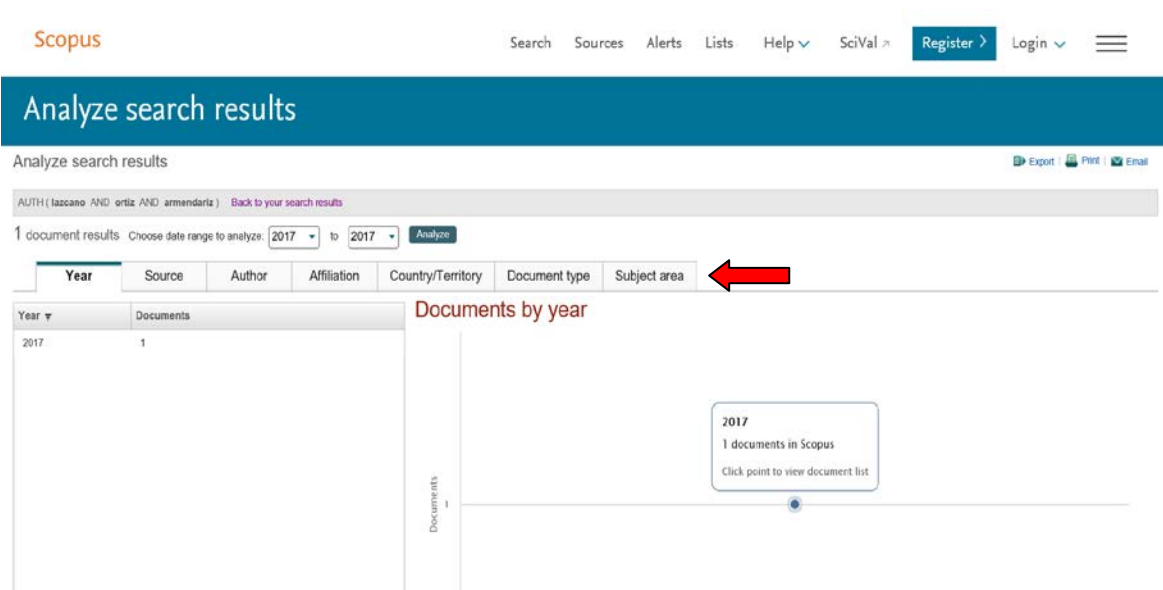 Scopus
Search Sources Alerts Lists Help SciVal Register Login
Analyze search results
Analyze search results
Export | Print | Email
AUTH ( lazcano AND ortiz AND armendariz ) Back to your search results
1 document results Choose date range to analyze: 2017 to 2017 Analyze
Year Source Author Affiliation Country/Territory Document type Subject area
Year Documents
2017 1
Documents by year
2017
1 documents in Scopus
Click point to view document list
Documents
1